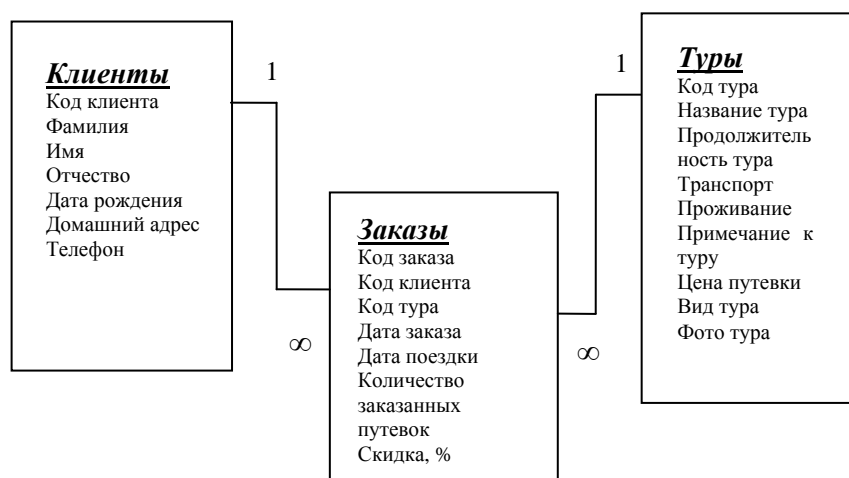 1
Клиенты
Код клиента
Фамилия
Имя
Отчество
Дата рождения
Домашний адрес
Телефон
∞
Заказы
Код заказа
Код клиента
Код тура
Дата заказа
Дата поездки
Количество
заказанных
путевок
Скидка, %
∞
1
Туры
Код тура
Название тура
Продолжитель
ность тура
Транспорт
Проживание
Примечание к
туру
Цена путевки
Вид тура
Фото тура